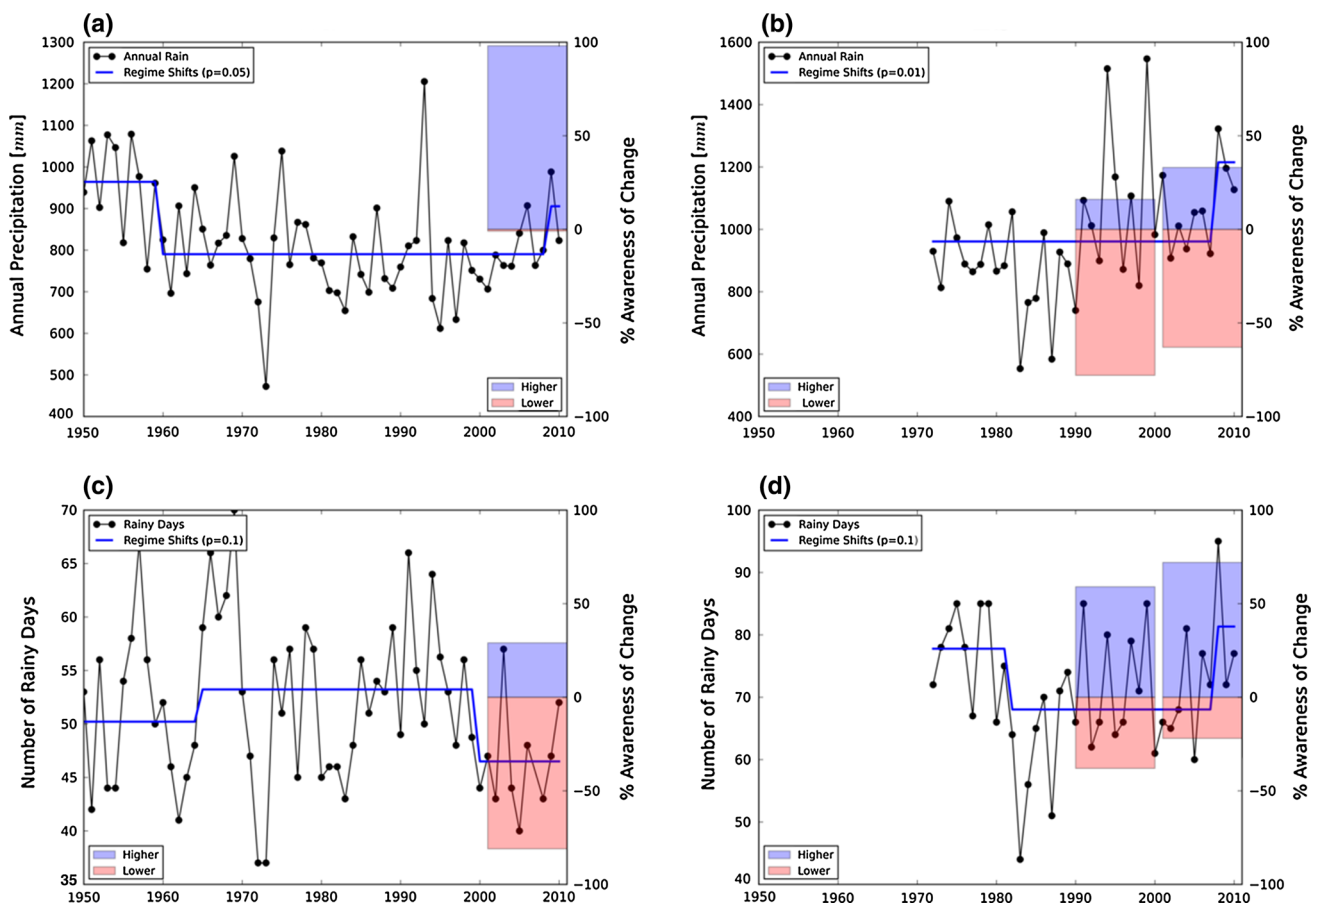 (a)
1300
1200
1100
1000
900
800
700
600
500
400
Annual Precipitation [mm]
Annual Rain
Regime Shifts (p=0.05)
Higher
Lower
100
50
0
−50
−100
% Awareness of Change
1950 1960 1970 1980 1990 2000 2010
(b)
1600
1400
1200
1000
800
600
400
Annual Precipitation [mm]
Annual Rain
Regime Shifts (p=0.01)
Higher
Lower
100
50
0
−50
−100
% Awareness of Change
1950 1950 1970 1980 1990 2000 2010
(c)
70
65
60
55
50
45
40
35
Number of Rainy Days
Rainy Days
Regime Shifts (p=0.1)
Higher
Lower
100
50
0
−50
−100
% Awareness of Change
1950 1960 1970 1980 1990 2000 2010
(d)
100
90
80
70
60
50
40
Number of Rainy Days
Rainy Days
Regime Shifts (p=0.1)
Higher
Lower
100
50
0
−50
−100
% Awareness of Change
1950 1950 1970 1980 1990 2000 2010